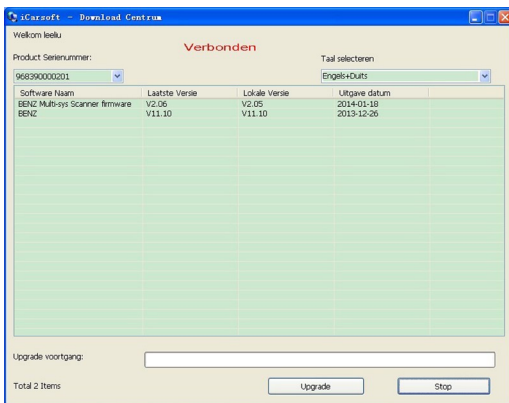 iCarsoft - Download Centrum
Welkom leeliu
Verbonden
Product Serienummer:
Taal selecteren
968390000201
Engels+Duits
Software Naam Laatste Versie Lokale Versie Uitgave datum
BENZ Multi-sys Scanner firmware V2.06 V2.05 2014-01-18
BENZ V11.10 V11.10 2013-12-26
Upgrade voortgang:
Total 2 Items
Upgrade
Stop